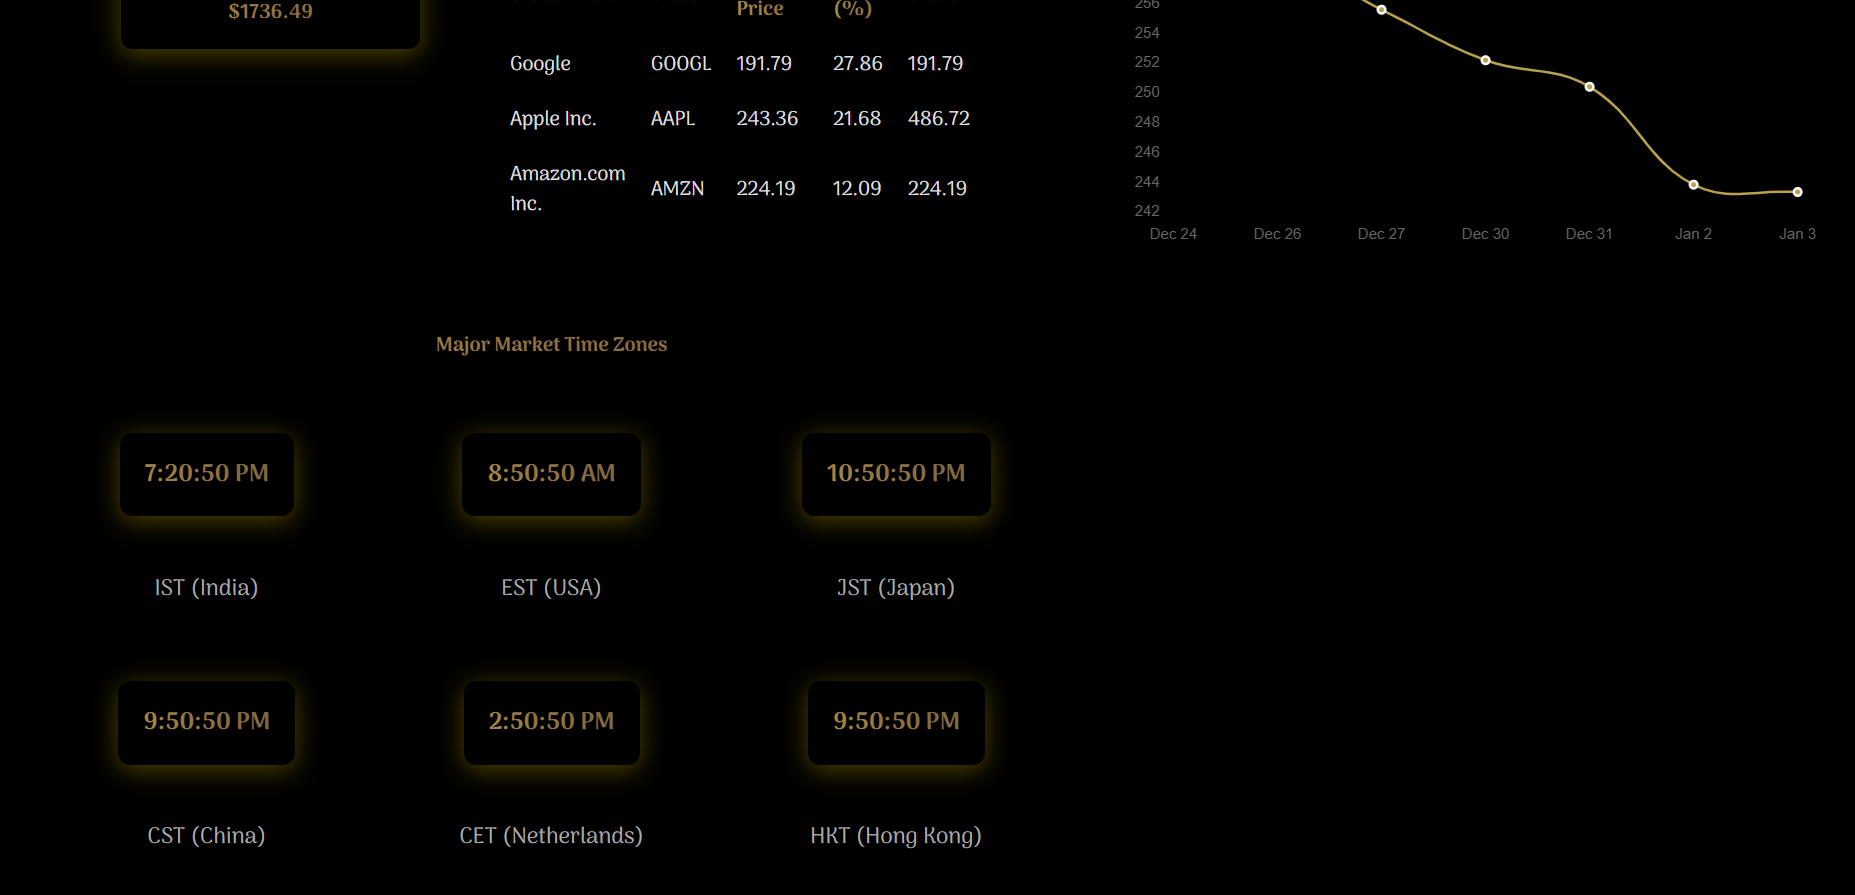 $1736.49
Price (%)
Google GOOGL 191.79 27.86 191.79
Apple Inc. AAPL 243.36 21.68 486.72
Amazon.com
Inc. AMZN 224.19 12.09 224.19
256
254
252
250
248
246
244
242
Dec 24 Dec 26 Dec 27 Dec 30 Dec 31 Jan 2 Jan 3
Major Market Time Zones
7:20:50 PM 8:50:50 AM 10:50:50 PM
IST (India) EST (USA) JST (Japan)
9:50:50 PM 2:50:50 PM 9:50:50 PM
CST (China) CET (Netherlands) HKT (Hong Kong)